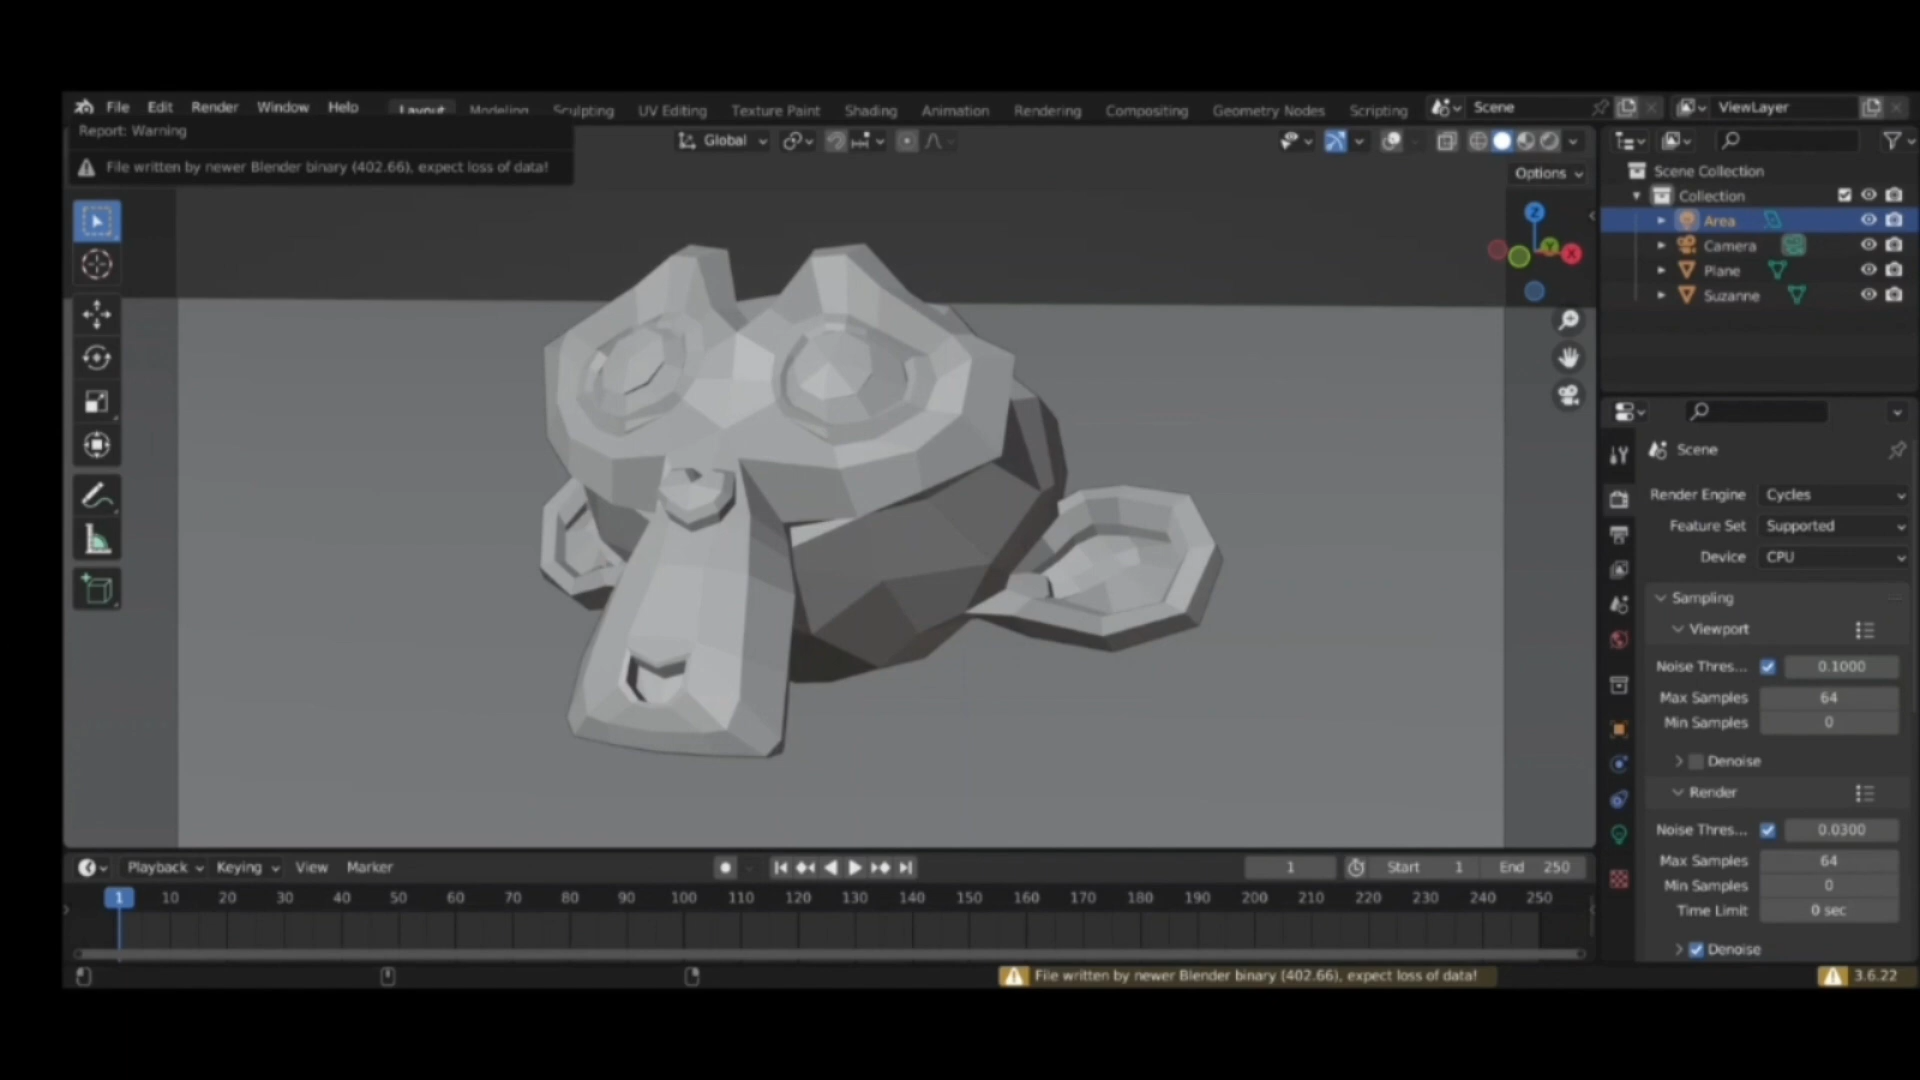 File Edit Render Window Help Layout Modeling Sculpting UV Editing Texture Paint Shading Animation Rendering Compositing Geometry Nodes Scripting Scene ViewLayer
Report: Warning
Global
File written by newer Blender binary (402.66), expect loss of data!
Options
Z
Y
X
Scene Collection
Collection
Area
Camera
Plane
Suzanne
Scene
Render Engine Cycles
Feature Set Supported
Device CPU
Sampling
Viewport
Noise Thres... 0.1000
Max Samples 64
Min Samples 0
Denoise
Render
Noise Thres... 0.0300
Max Samples 64
Min Samples 0
Time Limit 0 sec
Denoise
Playback Keying View Marker 1 Start 1 End 250
1 10 20 30 40 50 60 70 80 90 100 110 120 130 140 150 160 170 180 190 200 210 220 230 240 250
File written by newer Blender binary (402.66), expect loss of data! 3.6.22